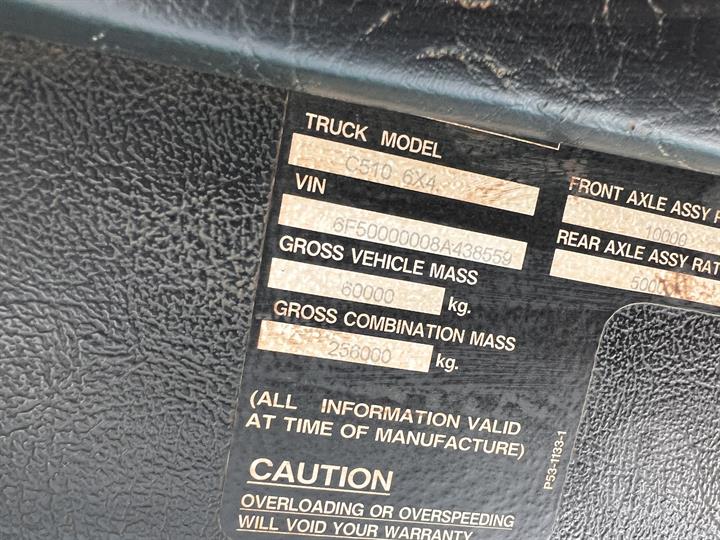 TRUCK MODEL
C510 6X4
VIN
6F50000008A438559
GROSS VEHICLE MASS
60000 kg.
GROSS COMBINATION MASS
256000 kg.
(ALL INFORMATION VALID
AT TIME OF MANUFACTURE)
CAUTION
OVERLOADING OR OVERSPEEDING
WILL VOID YOUR WARRANTY
FRONT AXLE ASSY
10000
REAR AXLE ASSY RAT
5000
P53-1133-1